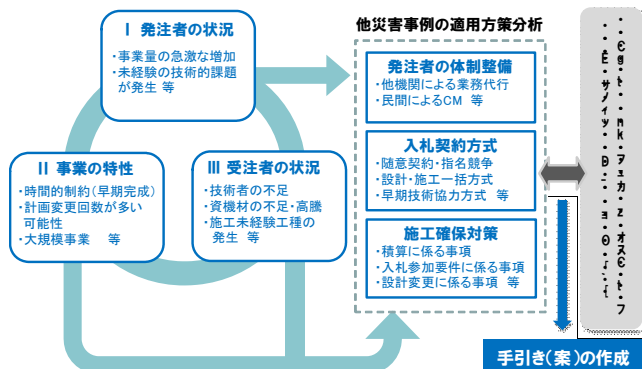 Ⅰ 発注者の状況
・事業量の急激な増加
・未経験の技術的課題
が発生 等
Ⅱ 事業の特性
・時間的制約(早期完成)
・計画変更回数が多い
可能性
・大規模事業 等
Ⅲ 受注者の状況
・技術者の不足
・資機材の不足・高騰
・施工未経験工種の
発生 等
他災害事例の適用方策分析
発注者の体制整備
・他機関による業務代行
・民間によるCM 等
入札契約方式
・随意契約・指名競争
・設計・施工一括方式
・早期技術協力方式 等
施工確保対策
・積算に係る事項
・入札参加要件に係る事項
・設計変更に係る事項 等
手引き(案)の作成